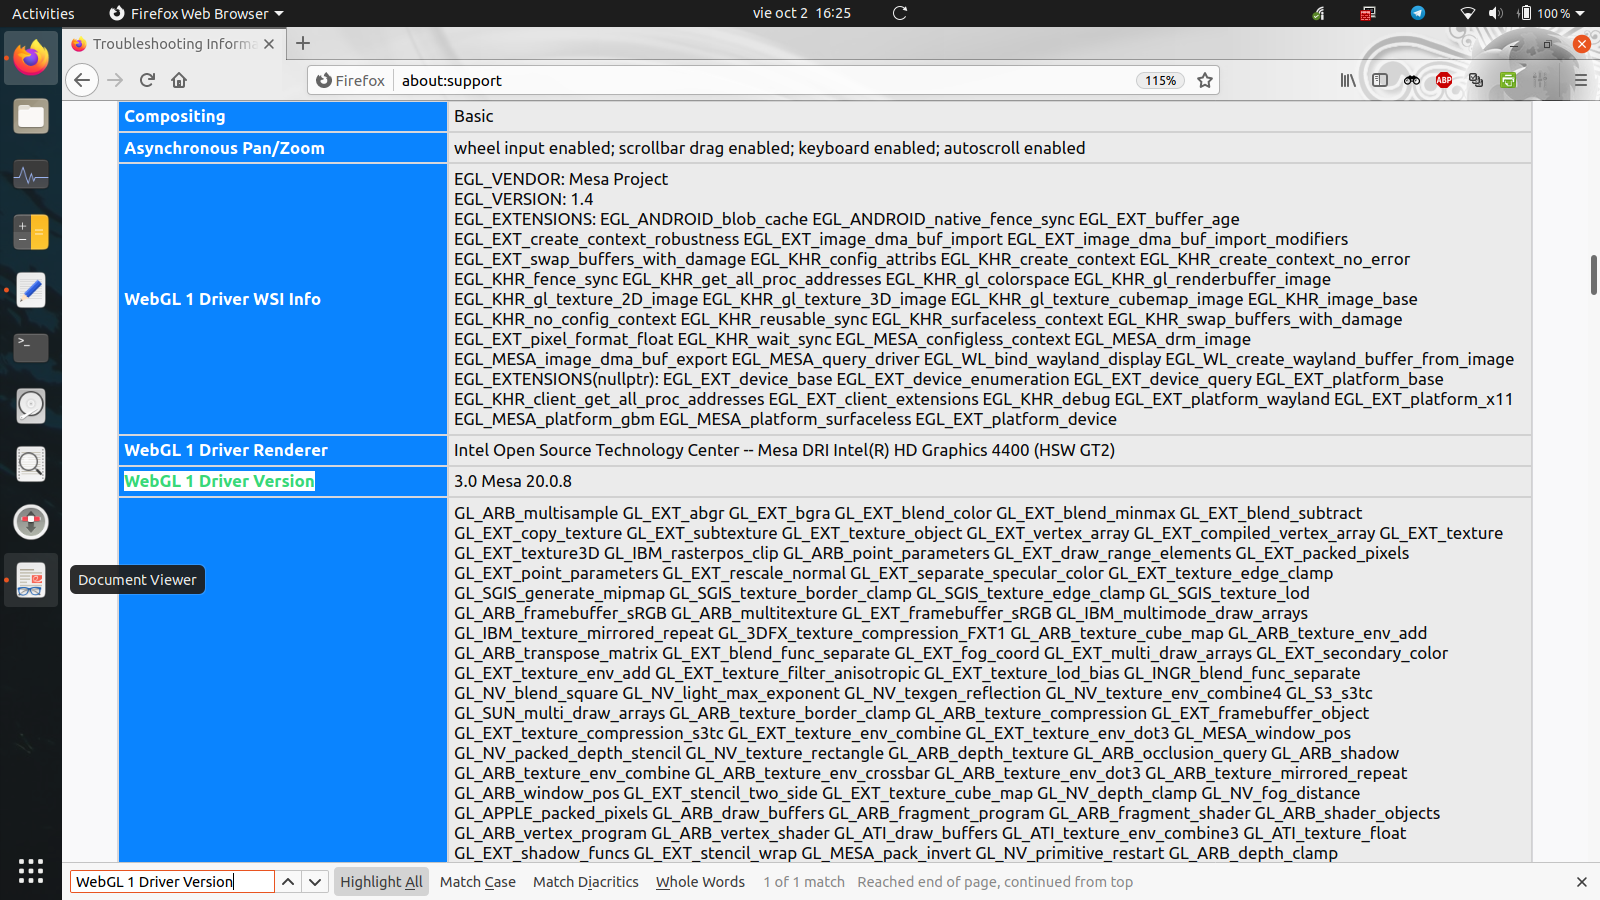 Activities
Firefox Web Browser
vie oct 2 16:25
100 %
Troubleshooting Informa
Firefox
about:support
115%
ABP
Compositing
Basic
Asynchronous Pan/Zoom
wheel input enabled; scrollbar drag enabled; keyboard enabled; autoscroll enabled
WebGL 1 Driver WSI Info
EGL_VENDOR: Mesa Project
EGL_VERSION: 1.4
EGL_EXTENSIONS: EGL_ANDROID_blob_cache EGL_ANDROID_native_fence_sync EGL_EXT_buffer_age
EGL_EXT_create_context_robustness EGL_EXT_image_dma_buf_import EGL_EXT_image_dma_buf_import_modifiers
EGL_EXT_swap_buffers_with_damage EGL_KHR_config_attribs EGL_KHR_create_context EGL_KHR_create_context_no_error
EGL_KHR_fence_sync EGL_KHR_get_all_proc_addresses EGL_KHR_gl_colorspace EGL_KHR_gl_renderbuffer_image
EGL_KHR_gl_texture_2D_image EGL_KHR_gl_texture_3D_image EGL_KHR_gl_texture_cubemap_image EGL_KHR_image_base
EGL_KHR_no_config_context EGL_KHR_reusable_sync EGL_KHR_surfaceless_context EGL_KHR_swap_buffers_with_damage
EGL_EXT_pixel_format_float EGL_KHR_wait_sync EGL_MESA_configless_context EGL_MESA_drm_image
EGL_MESA_image_dma_buf_export EGL_MESA_query_driver EGL_WL_bind_wayland_display EGL_WL_create_wayland_buffer_from_image
EGL_EXTENSIONS(nullptr): EGL_EXT_device_base EGL_EXT_device_enumeration EGL_EXT_device_query EGL_EXT_platform_base
EGL_KHR_client_get_all_proc_addresses EGL_EXT_client_extensions EGL_KHR_debug EGL_EXT_platform_wayland EGL_EXT_platform_x11
EGL_MESA_platform_gbm EGL_MESA_platform_surfaceless EGL_EXT_platform_device
WebGL 1 Driver Renderer
Intel Open Source Technology Center -- Mesa DRI Intel(R) HD Graphics 4400 (HSW GT2)
WebGL 1 Driver Version
3.0 Mesa 20.0.8
GL_ARB_multisample GL_EXT_abgr GL_EXT_bgra GL_EXT_blend_color GL_EXT_blend_minmax GL_EXT_blend_subtract
GL_EXT_copy_texture GL_EXT_subtexture GL_EXT_texture_object GL_EXT_vertex_array GL_EXT_compiled_vertex_array GL_EXT_texture
GL_EXT_texture3D GL_IBM_rasterpos_clip GL_ARB_point_parameters GL_EXT_draw_range_elements GL_EXT_packed_pixels
GL_EXT_point_parameters GL_EXT_rescale_normal GL_EXT_separate_specular_color GL_EXT_texture_edge_clamp
GL_SGIS_generate_mipmap GL_SGIS_texture_border_clamp GL_SGIS_texture_edge_clamp GL_SGIS_texture_lod
GL_ARB_framebuffer_sRGB GL_ARB_multitexture GL_EXT_framebuffer_sRGB GL_IBM_multimode_draw_arrays
GL_IBM_texture_mirrored_repeat GL_3DFX_texture_compression_FXT1 GL_ARB_texture_cube_map GL_ARB_texture_env_add
GL_ARB_transpose_matrix GL_EXT_blend_func_separate GL_EXT_fog_coord GL_EXT_multi_draw_arrays GL_EXT_secondary_color
GL_EXT_texture_env_add GL_EXT_texture_filter_anisotropic GL_EXT_texture_lod_bias GL_INGR_blend_func_separate
GL_NV_blend_square GL_NV_light_max_exponent GL_NV_texgen_reflection GL_NV_texture_env_combine4 GL_S3_s3tc
GL_SUN_multi_draw_arrays GL_ARB_texture_border_clamp GL_ARB_texture_compression GL_EXT_framebuffer_object
GL_EXT_texture_compression_s3tc GL_EXT_texture_env_combine GL_EXT_texture_env_dot3 GL_MESA_window_pos
GL_NV_packed_depth_stencil GL_NV_texture_rectangle GL_ARB_depth_texture GL_ARB_occlusion_query GL_ARB_shadow
GL_ARB_texture_env_combine GL_ARB_texture_env_crossbar GL_ARB_texture_env_dot3 GL_ARB_texture_mirrored_repeat
GL_ARB_window_pos GL_EXT_stencil_two_side GL_EXT_texture_cube_map GL_NV_depth_clamp GL_NV_fog_distance
GL_APPLE_packed_pixels GL_ARB_draw_buffers GL_ARB_fragment_program GL_ARB_fragment_shader GL_ARB_shader_objects
GL_ARB_vertex_program GL_ARB_vertex_shader GL_ATI_draw_buffers GL_ATI_texture_env_combine3 GL_ATI_texture_float
GL_EXT_shadow_funcs GL_EXT_stencil_wrap GL_MESA_pack_invert GL_NV_primitive_restart GL_ARB_depth_clamp
Document Viewer
WebGL 1 Driver Version
Highlight All
Match Case
Match Diacritics
Whole Words
1 of 1 match
Reached end of page, continued from top